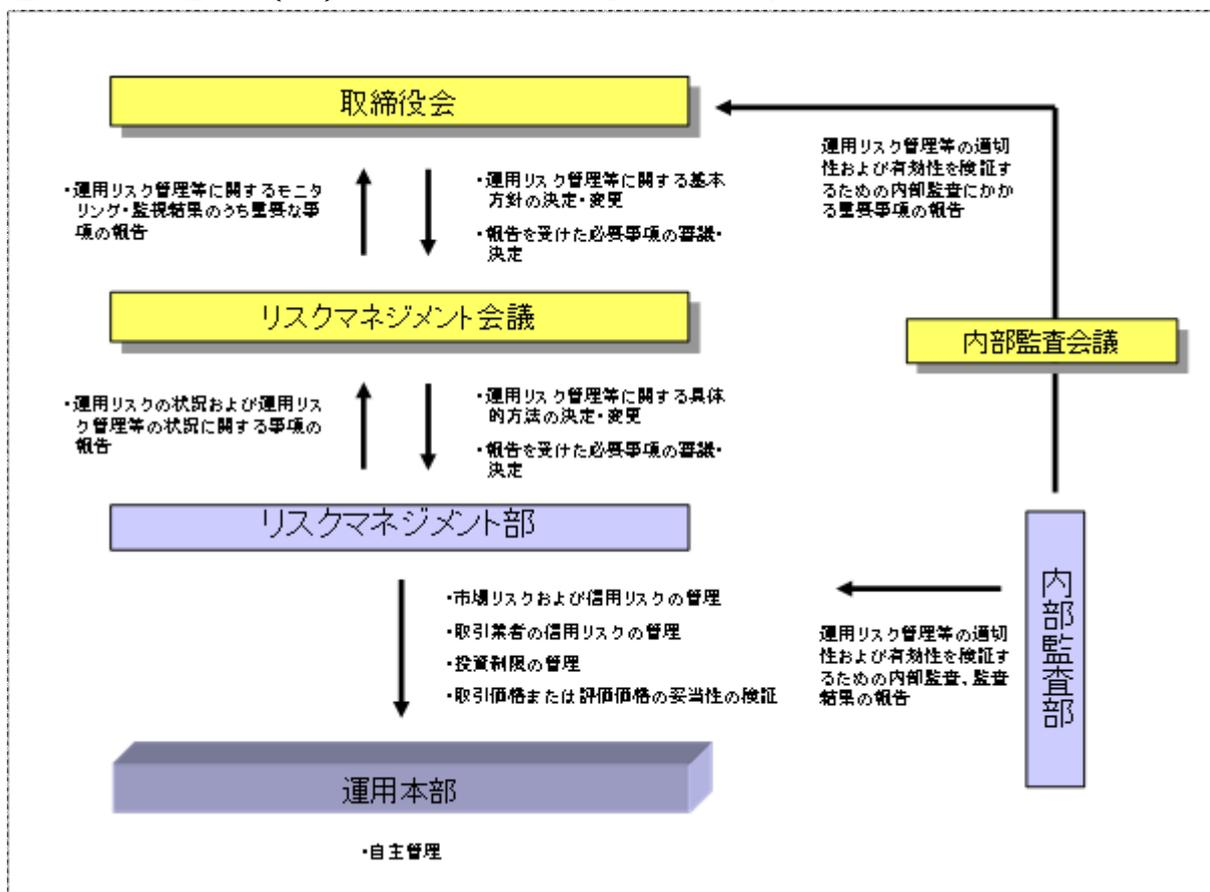 取締役会
・運用リスク管理等に関するモニ
タリング・監視結果のうち重要な事
項の報告
・運用リスク管理等に関する基本
方針の決定・変更
・報告を受けた必要事項の審議・
決定
運用リスク管理等の適切
性および有効性を検証す
るための内部監査にかか
る重要事項の報告
リスクマネジメント会議
内部監査会議
・運用リスクの状況および運用リス
ク管理等の状況に関する事項の
報告
・運用リスク管理等に関する具体
的方法の決定・変更
・報告を受けた必要事項の審議・
決定
リスクマネジメント部
内部監査部
・市場リスクおよび信用リスクの管理
・取引業者の信用リスクの管理
・投資制限の管理
・取引価格または評価価格の妥当性の検証
運用リスク管理等の適切
性および有効性を検証す
るための内部監査、監査
結果の報告
運用本部
・自主管理